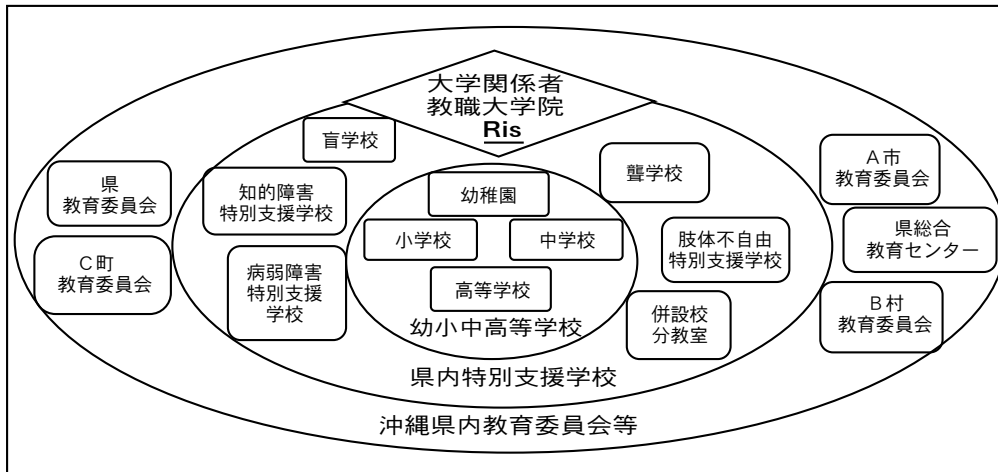 大学関係者
教職大学院
Ris
盲学校
聾学校
A市
教育委員会
県
教育委員会
知的障害
特別支援学校
幼稚園
小学校
中学校
肢体不自由
特別支援学校
県総合
教育センター
C町
教育委員会
病弱障害
特別支援
学校
高等学校
併設校
分教室
B村
教育委員会
幼小中高等学校
県内特別支援学校
沖縄県内教育委員会等